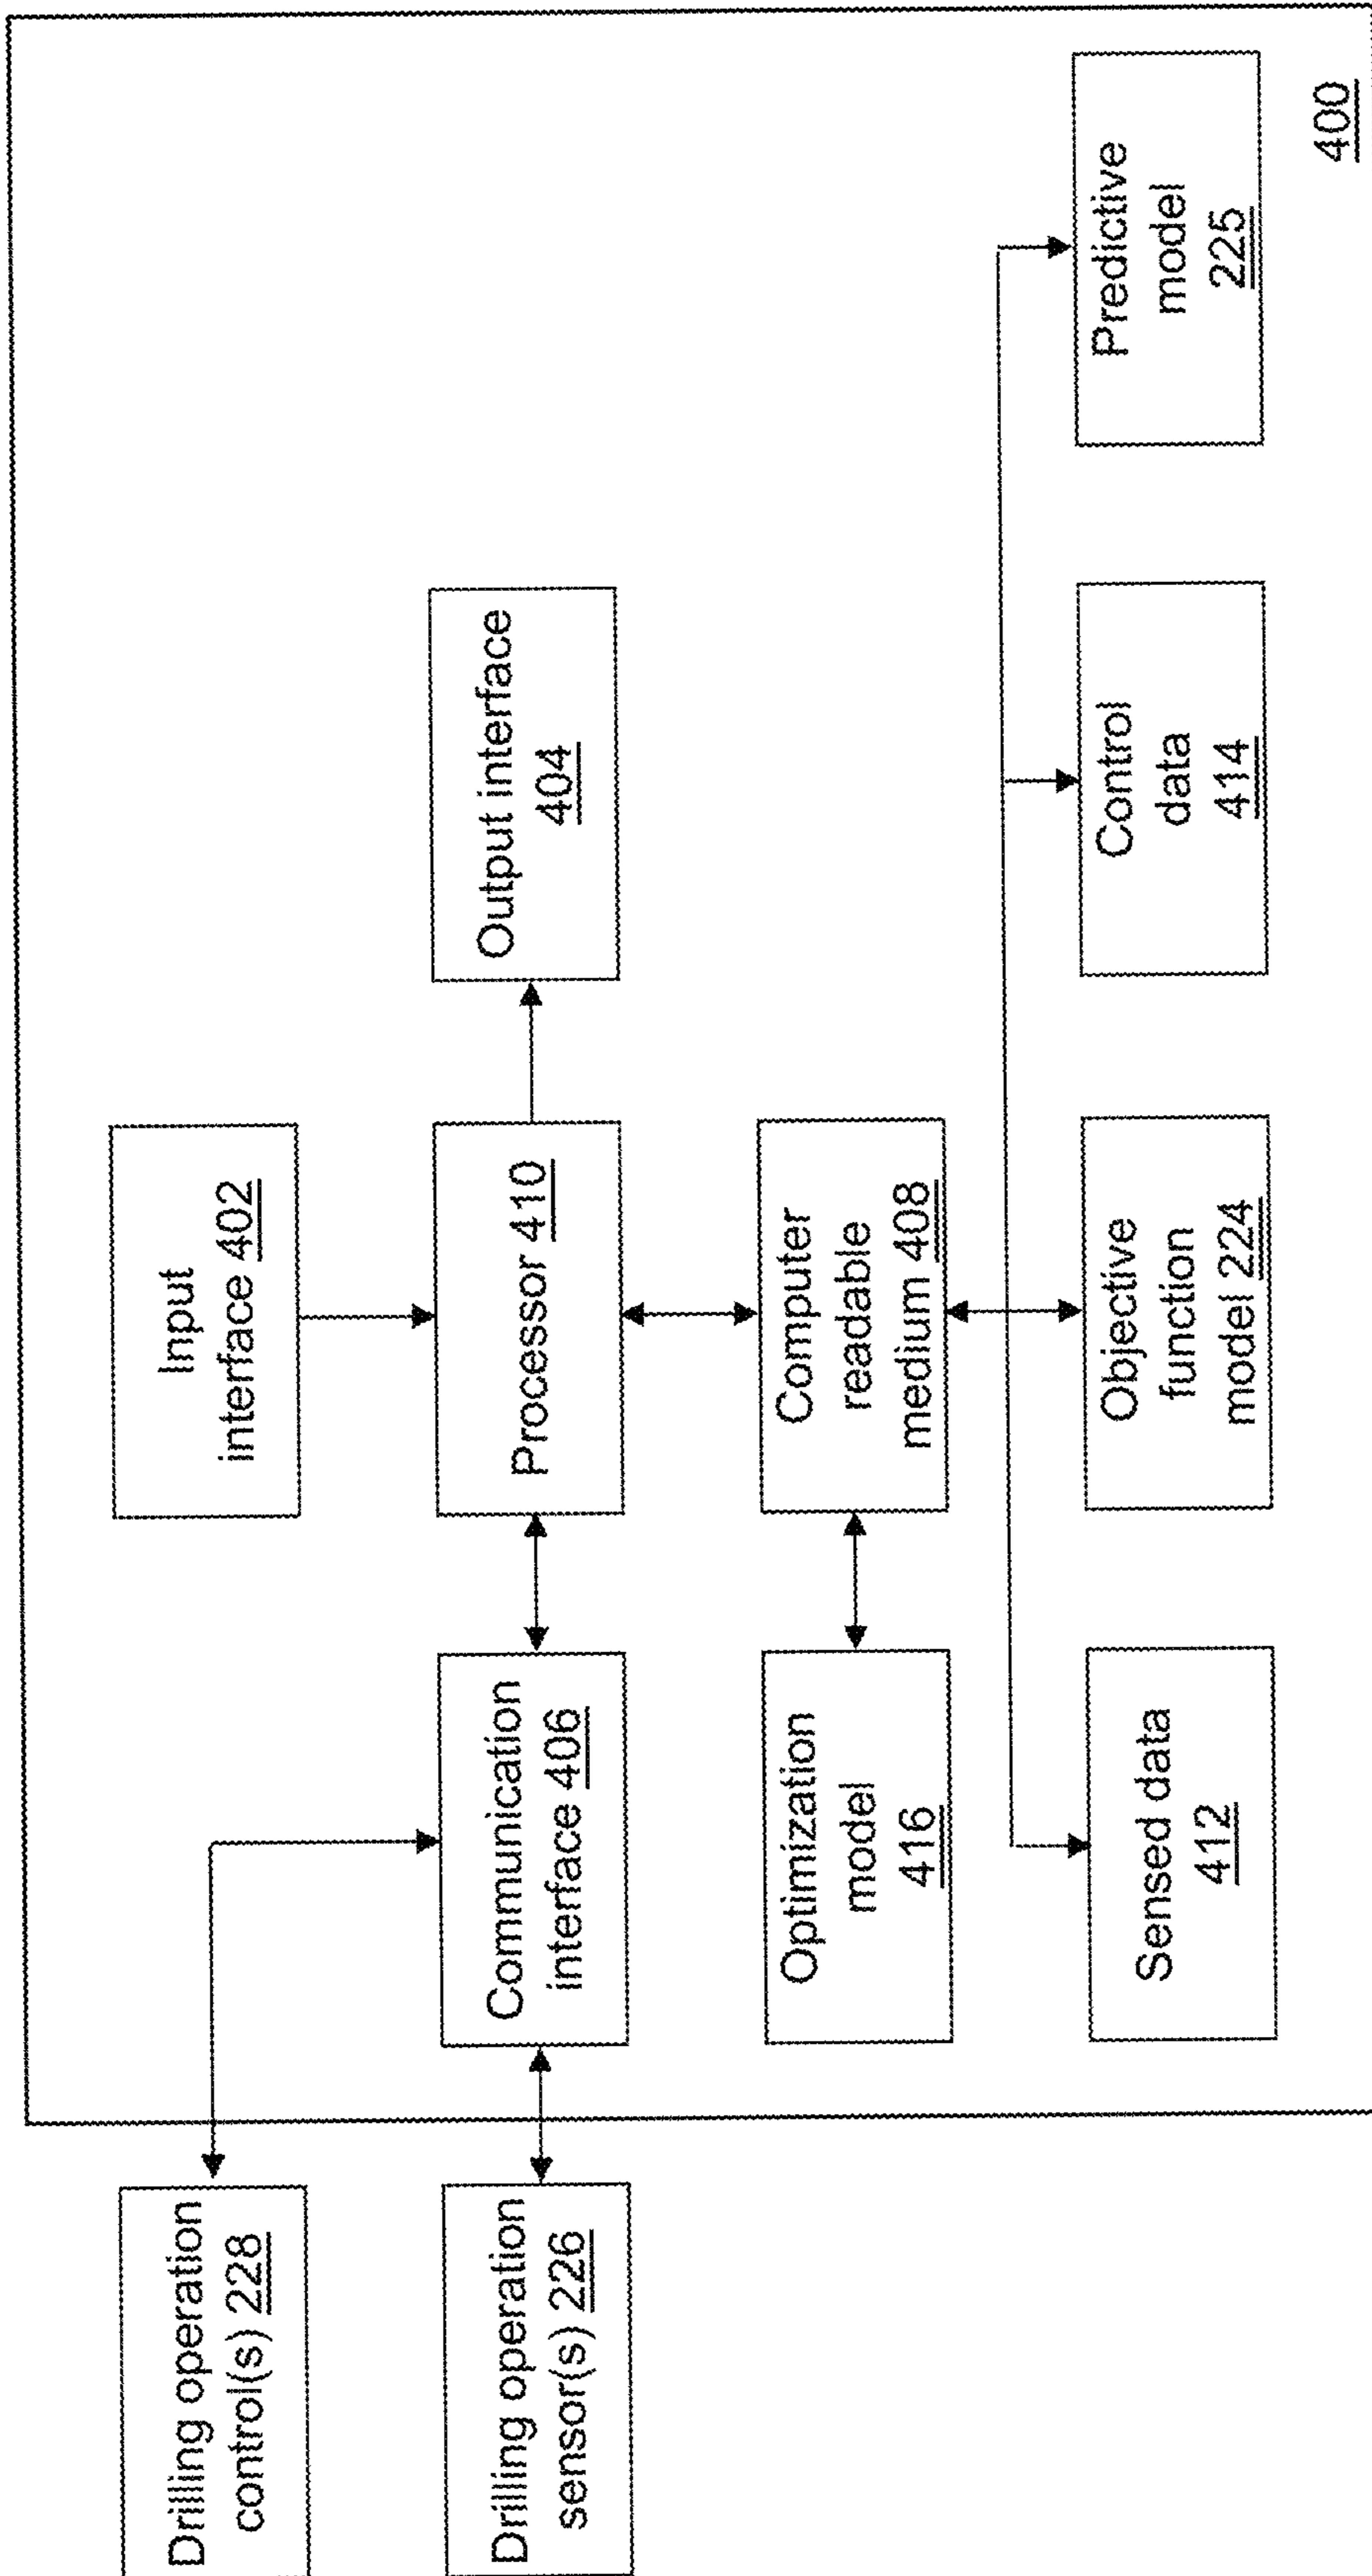 Drilling operation
control(s) 228
Input
interface 402
Drilling operation
sensor(s) 226
Communication
interface 406
Processor 410
Output interface
404
Optimization
model
416
Computer
readable
medium 408
Sensed data
412
Objective
function
model 224
Control
data
414
Predictive
model
225
400